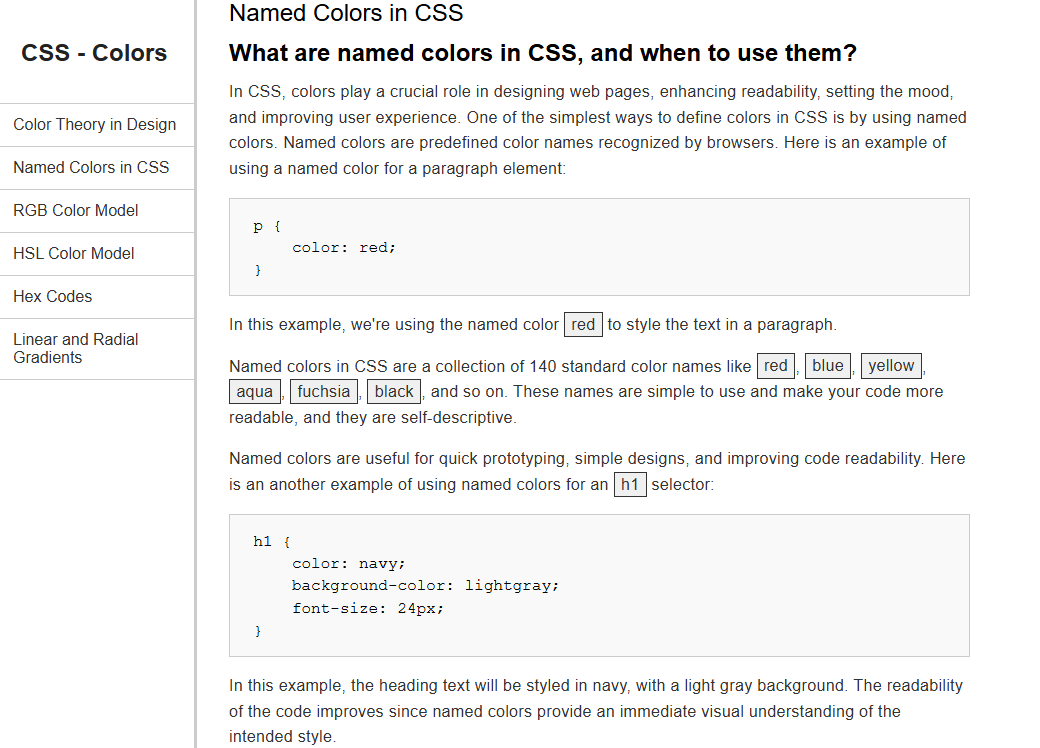 CSS - Colors
Color Theory in Design
Named Colors in CSS
RGB Color Model
HSL Color Model
Hex Codes
Linear and Radial
Gradients
Named Colors in CSS
What are named colors in CSS, and when to use them?
In CSS, colors play a crucial role in designing web pages, enhancing readability, setting the mood,
and improving user experience. One of the simplest ways to define colors in CSS is by using named
colors. Named colors are predefined color names recognized by browsers. Here is an example of
using a named color for a paragraph element:
p {
    color: red;
}
In this example, we're using the named color red to style the text in a paragraph.
Named colors in CSS are a collection of 140 standard color names like red, blue, yellow,
aqua, fuchsia, black, and so on. These names are simple to use and make your code more
readable, and they are self-descriptive.
Named colors are useful for quick prototyping, simple designs, and improving code readability. Here
is an another example of using named colors for an h1 selector:
h1 {
    color: navy;
    background-color: lightgray;
    font-size: 24px;
}
In this example, the heading text will be styled in navy, with a light gray background. The readability
of the code improves since named colors provide an immediate visual understanding of the
intended style.